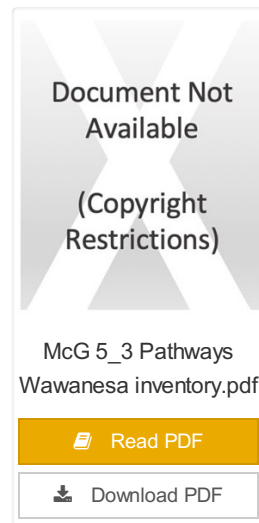 Document Not
Available
(Copyright
Restrictions)
McG 5_3 Pathways
Wawanesa inventory.pdf
Read PDF
Download PDF